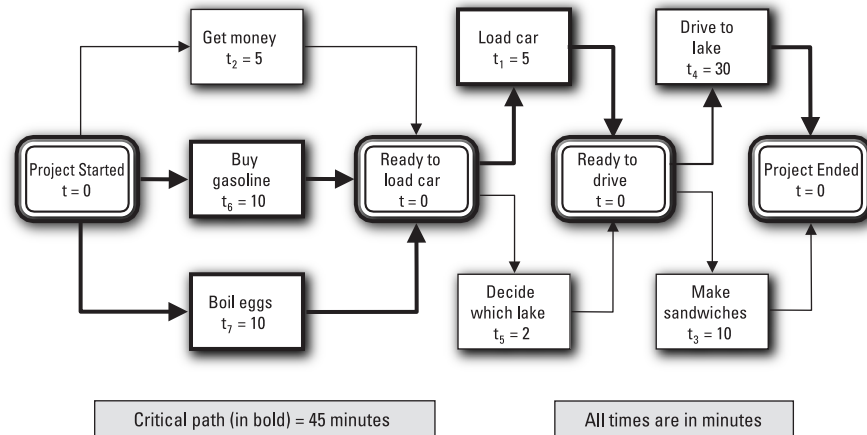 Get money
t₂ = 5
Load car
t₁ = 5
Drive to
lake
t₄ = 30
Project Started
t = 0
Buy
gasoline
t₆ = 10
Ready to
load car
t = 0
Ready to
drive
t = 0
Project Ended
t = 0
Boil eggs
t₇ = 10
Decide
which lake
t₅ = 2
Make
sandwiches
t₃ = 10
Critical path (in bold) = 45 minutes
All times are in minutes